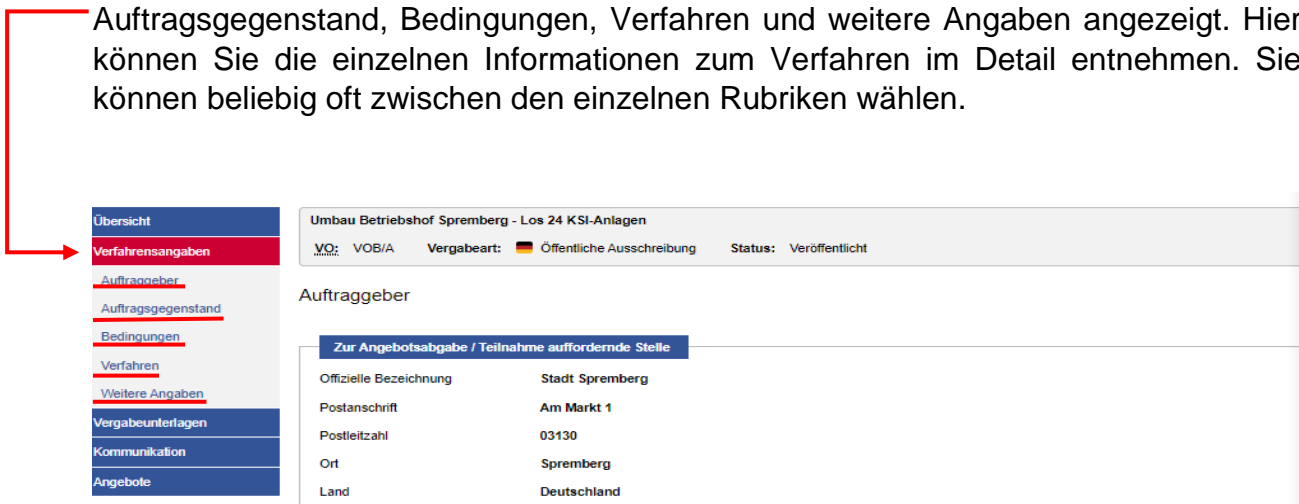 Auftragsgegenstand, Bedingungen, Verfahren und weitere Angaben angezeigt. Hier
können Sie die einzelnen Informationen zum Verfahren im Detail entnehmen. Sie
können beliebig oft zwischen den einzelnen Rubriken wählen.
Übersicht
Verfahrensangaben
Auftraggeber
Auftragsgegenstand
Bedingungen
Verfahren
Weitere Angaben
Vergabeunterlagen
Kommunikation
Angebote
Umbau Betriebshof Spremberg - Los 24 KSI-Anlagen
VO: VOB/A Vergabeart: Öffentliche Ausschreibung Status: Veröffentlicht
Auftraggeber
Zur Angebotsabgabe / Teilnahme auffordernde Stelle
Offizielle Bezeichnung Stadt Spremberg
Postanschrift Am Markt 1
Postleitzahl 03130
Ort Spremberg
Land Deutschland